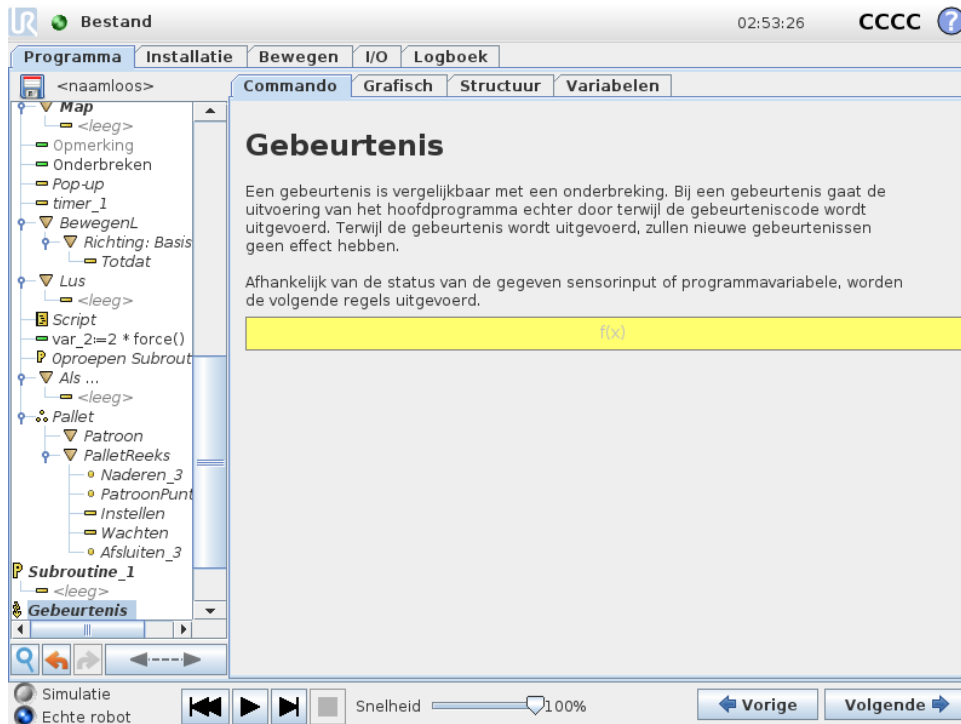 Bestand
02:53:26
CCCC
?
Programma Installatie Bewegen I/O Logboek
<naamloos>
Commando Grafisch Structuur Variabelen
Map
<leeg>
Opmerking
Onderbreken
Pop-up
timer_1
BewegenL
Richting: Basis
Totdat
Lus
<leeg>
Script
var_2:=2 * force()
Oproepen Subrout
Als ...
<leeg>
Pallet
Patroon
PalletReeks
Naderen_3
PatroonPunt
Instellen
Wachten
Afsluiten_3
Subroutine_1
<leeg>
Gebeurtenis
Gebeurtenis
Een gebeurtenis is vergelijkbaar met een onderbreking. Bij een gebeurtenis gaat de
uitvoering van het hoofdprogramma echter door terwijl de gebeurteniscode wordt
uitgevoerd. Terwijl de gebeurtenis wordt uitgevoerd, zullen nieuwe gebeurtenissen
geen effect hebben.
Afhankelijk van de status van de gegeven sensorinput of programmavariabele, worden
de volgende regels uitgevoerd.
f(x)
Simulatie
Echte robot
Snelheid 100%
Vorige
Volgende